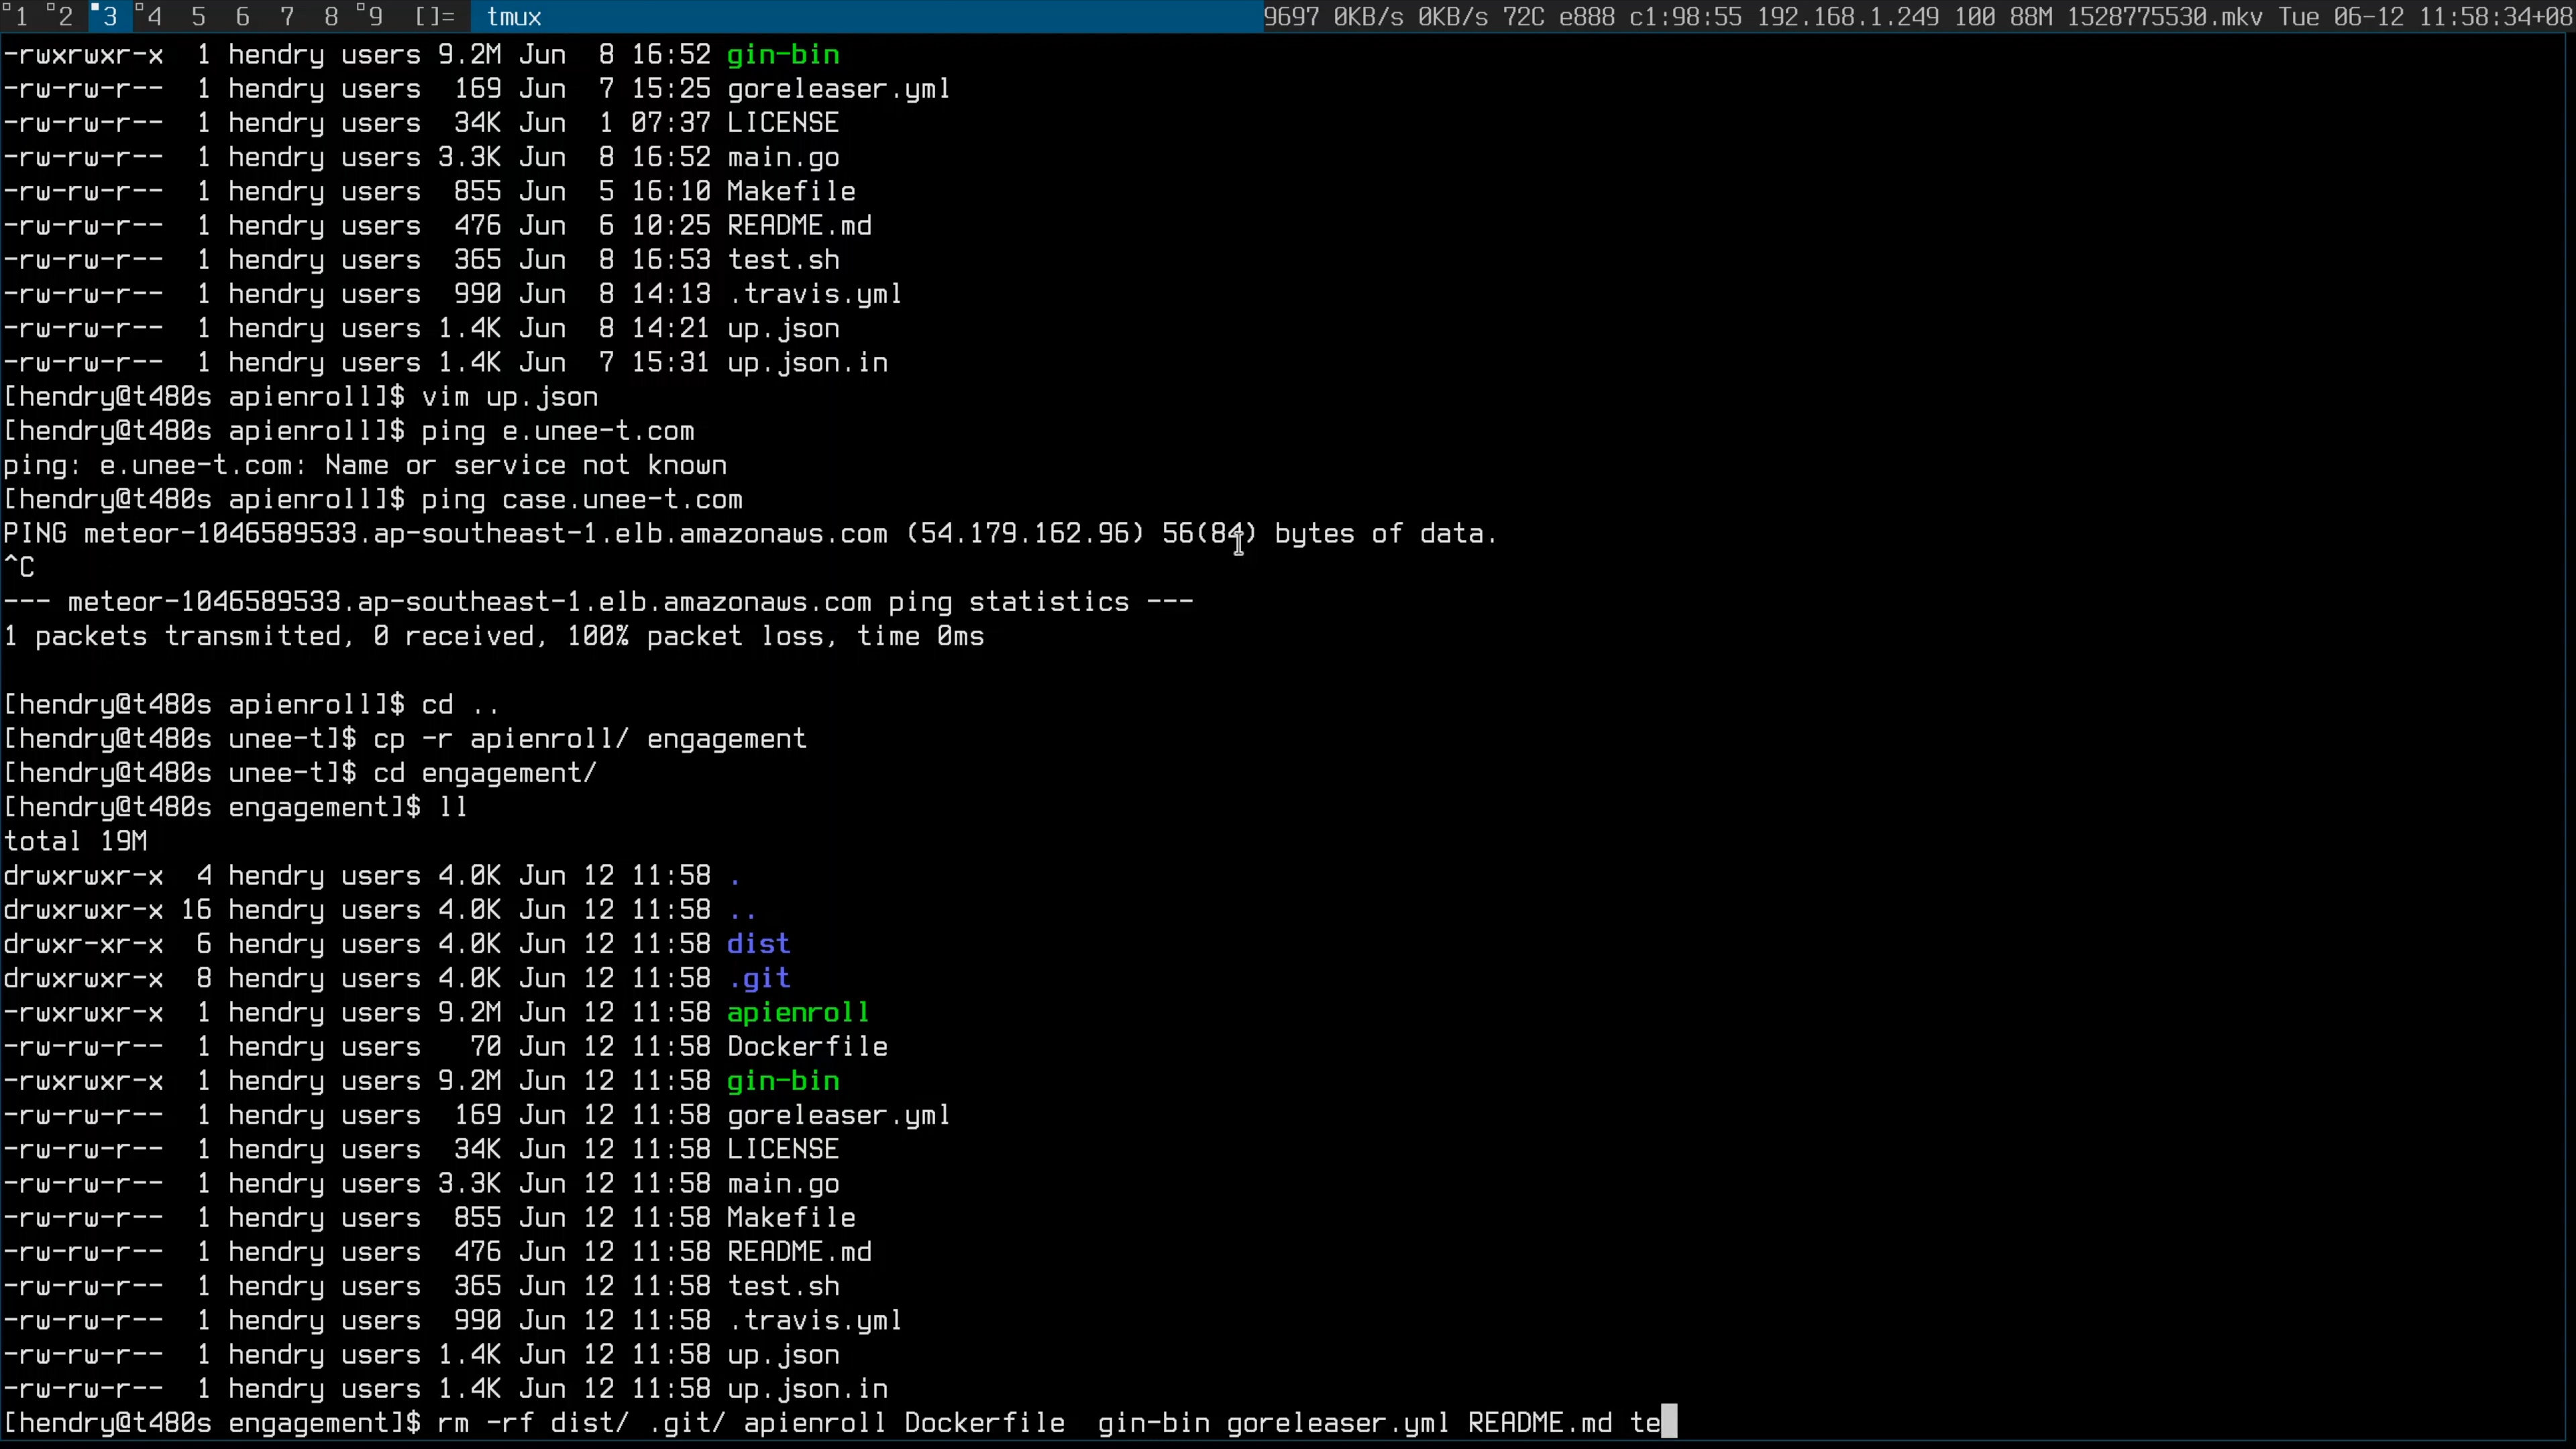 1 2 3 4 5 6 7 8 9 []= tmux 9697 0KB/s 0KB/s 72C e888 c1:98:55 192.168.1.249 100 88M 1528775530.mkv Tue 06-12 11:58:34+08
-rwxrwxr-x  1 hendry users 9.2M Jun  8 16:52 gin-bin
-rw-rw-r--  1 hendry users  169 Jun  7 15:25 goreleaser.yml
-rw-rw-r--  1 hendry users  34K Jun  1 07:37 LICENSE
-rw-rw-r--  1 hendry users 3.3K Jun  8 16:52 main.go
-rw-rw-r--  1 hendry users  855 Jun  5 16:10 Makefile
-rw-rw-r--  1 hendry users  476 Jun  6 10:25 README.md
-rw-rw-r--  1 hendry users  365 Jun  8 16:53 test.sh
-rw-rw-r--  1 hendry users  990 Jun  8 14:13 .travis.yml
-rw-rw-r--  1 hendry users 1.4K Jun  8 14:21 up.json
-rw-rw-r--  1 hendry users 1.4K Jun  7 15:31 up.json.in
[hendry@t480s apienroll]$ vim up.json
[hendry@t480s apienroll]$ ping e.unee-t.com
ping: e.unee-t.com: Name or service not known
[hendry@t480s apienroll]$ ping case.unee-t.com
PING meteor-1046589533.ap-southeast-1.elb.amazonaws.com (54.179.162.96) 56(84) bytes of data.
^C
--- meteor-1046589533.ap-southeast-1.elb.amazonaws.com ping statistics ---
1 packets transmitted, 0 received, 100% packet loss, time 0ms
[hendry@t480s apienroll]$ cd ..
[hendry@t480s unee-t]$ cp -r apienroll/ engagement
[hendry@t480s unee-t]$ cd engagement/
[hendry@t480s engagement]$ ll
total 19M
drwxrwxr-x  4 hendry users 4.0K Jun 12 11:58 .
drwxrwxr-x 16 hendry users 4.0K Jun 12 11:58 ..
drwxr-xr-x  6 hendry users 4.0K Jun 12 11:58 dist
drwxrwxr-x  8 hendry users 4.0K Jun 12 11:58 .git
-rwxrwxr-x  1 hendry users 9.2M Jun 12 11:58 apienroll
-rw-rw-r--  1 hendry users   70 Jun 12 11:58 Dockerfile
-rwxrwxr-x  1 hendry users 9.2M Jun 12 11:58 gin-bin
-rw-rw-r--  1 hendry users  169 Jun 12 11:58 goreleaser.yml
-rw-rw-r--  1 hendry users  34K Jun 12 11:58 LICENSE
-rw-rw-r--  1 hendry users 3.3K Jun 12 11:58 main.go
-rw-rw-r--  1 hendry users  855 Jun 12 11:58 Makefile
-rw-rw-r--  1 hendry users  476 Jun 12 11:58 README.md
-rw-rw-r--  1 hendry users  365 Jun 12 11:58 test.sh
-rw-rw-r--  1 hendry users  990 Jun 12 11:58 .travis.yml
-rw-rw-r--  1 hendry users 1.4K Jun 12 11:58 up.json
-rw-rw-r--  1 hendry users 1.4K Jun 12 11:58 up.json.in
[hendry@t480s engagement]$ rm -rf dist/ .git/ apienroll Dockerfile  gin-bin goreleaser.yml README.md te